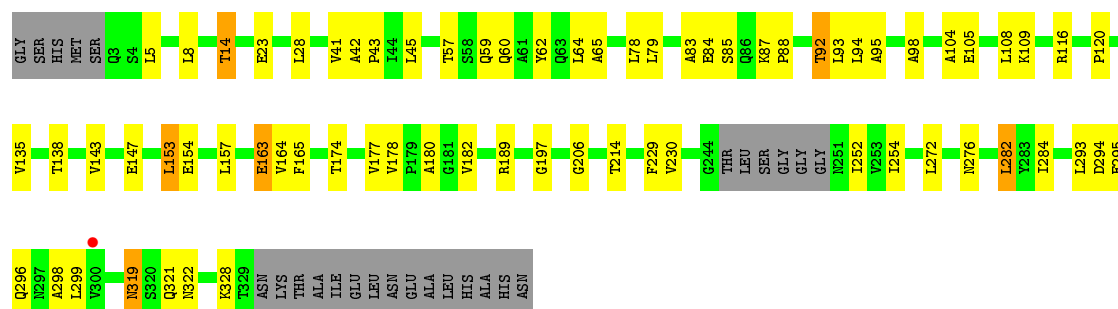 GLY SER HIS MET SER Q3 S4 L5 L8 T14 E23 L28 V41 A42 P43 I44 L45 T57 S58 Q59 Q60 A61 Y62 Q63 L64 A65 L78 L79 A83 E84 S85 Q86 K87 P88 T92 L93 L94 A95 A98 A104 E105 L108 K109 R116 P120
V135 T138 V143 E147 L153 E154 L157 E163 V164 F165 T174 V177 V178 P179 A180 G181 V182 R189 G197 G206 T214 F229 V230 G244 THR LEU SER GLY GLY GLY N251 I252 V253 I254 L272 N276 L282 Y283 I284 L293 D294
Q296 N297 A298 L299 V300 N319 S320 Q321 N322 K328 T329 ASN LYS THR ALA ILE GLU LEU ASN GLU ALA LEU HIS ALA HIS ASN